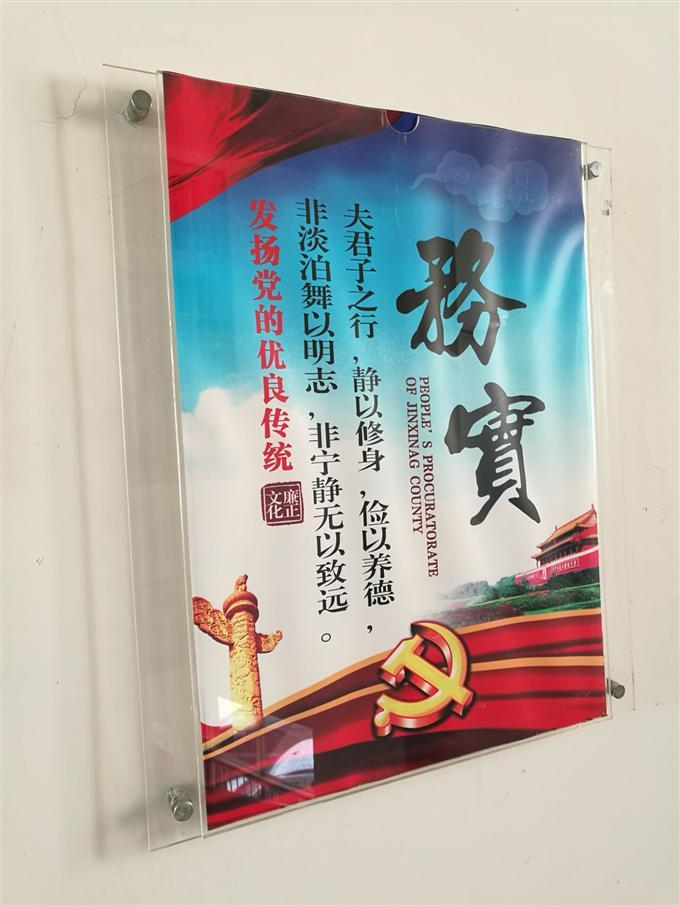 務實
PEOPLE'S PROCURATORATE
OF JINXINAG COUNTY
夫君子之行,静以修身,俭以养德,
非淡泊舞以明志,非宁静无以致远。
发扬党的优良传统
廉正
文化